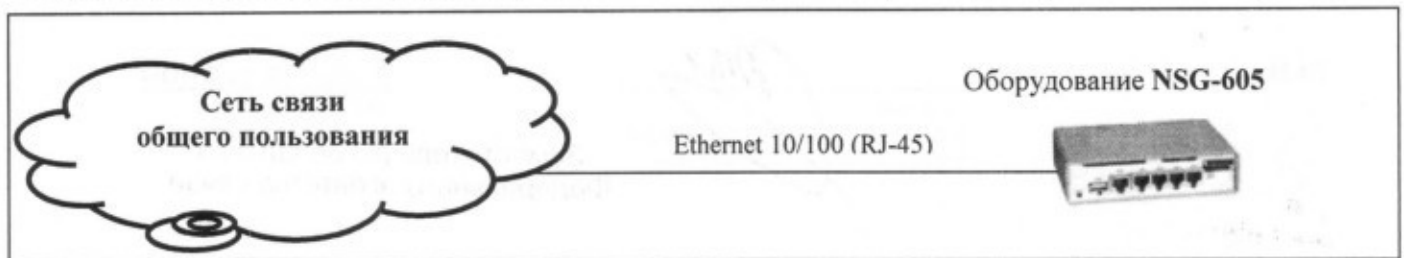 Сеть связи
общего пользования
Ethernet 10/100 (RJ-45)
Оборудование NSG-605